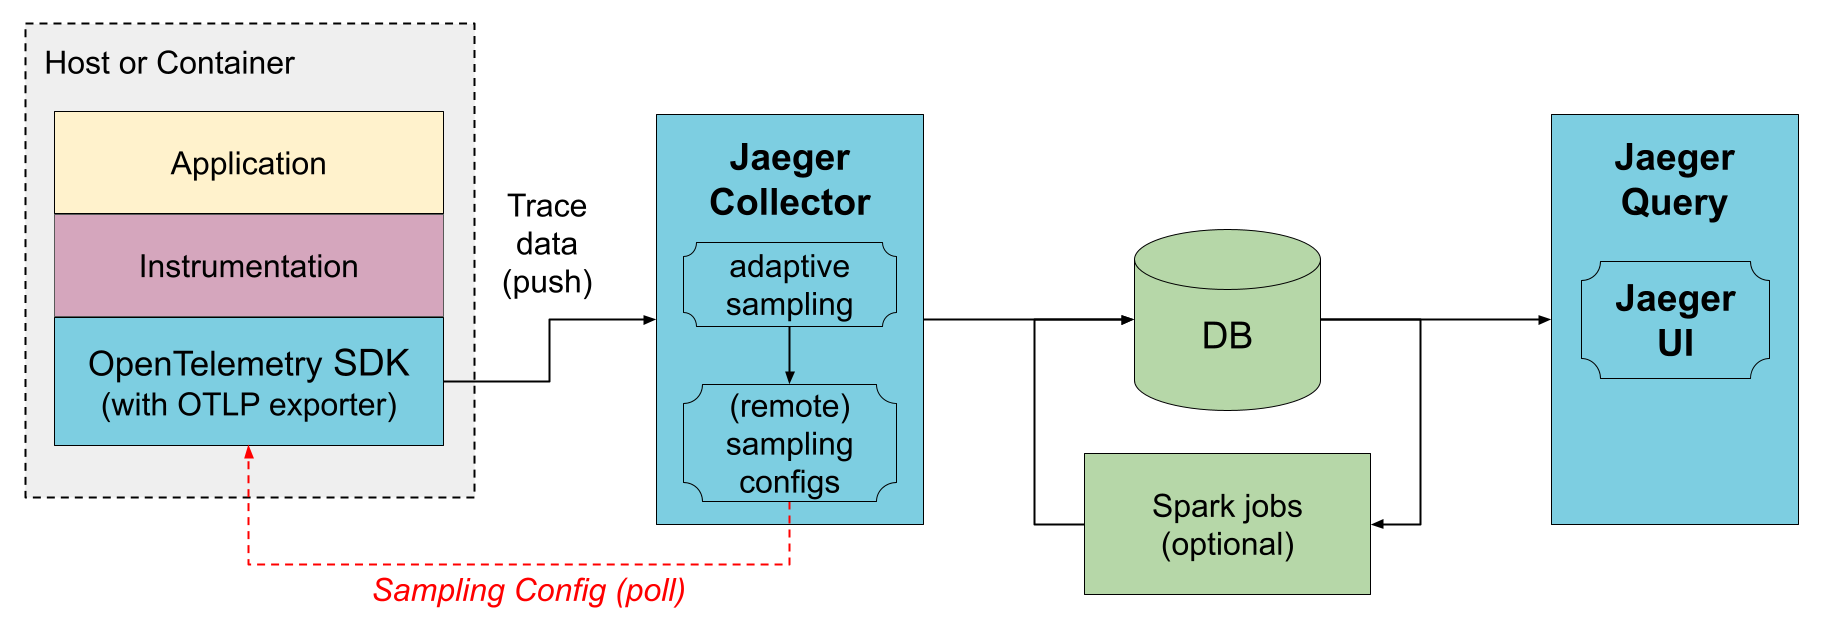 Host or Container
Application
Instrumentation
OpenTelemetry SDK
(with OTLP exporter)
Trace
data
(push)
Jaeger
Collector
adaptive
sampling
(remote)
sampling
configs
Sampling Config (poll)
DB
Spark jobs
(optional)
Jaeger
Query
Jaeger
UI